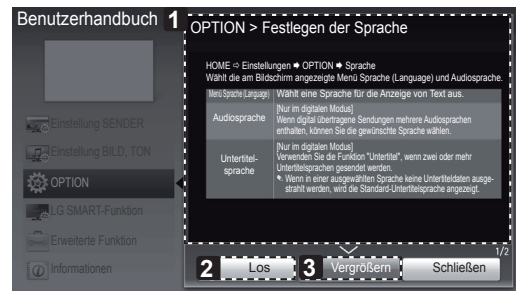 Benutzerhandbuch
1
OPTION > Festlegen der Sprache
HOME ⇨ Einstellungen ➡ OPTION ➡ Sprache
Wählt die am Bildschirm angezeigte Menü Sprache (Language) und Audiosprache.
Menü Sprache (Language) Wählt eine Sprache für die Anzeige von Text aus.
Audiosprache
[Nur im digitalen Modus]
Wenn digital übertragene Sendungen mehrere Audiosprachen
enthalten, können Sie die gewünschte Sprache wählen.
Untertitel-
sprache
[Nur im digitalen Modus]
Verwenden Sie die Funktion "Untertitel", wenn zwei oder mehr
Untertitelsprachen gesendet werden.
Wenn in einer ausgewählten Sprache keine Untertiteldaten ausge-
strahlt werden, wird die Standard-Untertitelsprache angezeigt.
Einstellung SENDER
Einstellung BILD, TON
OPTION
LG SMART-Funktion
Erweiterte Funktion
Informationen
1/2
2 Los
3 Vergrößern
Schließen